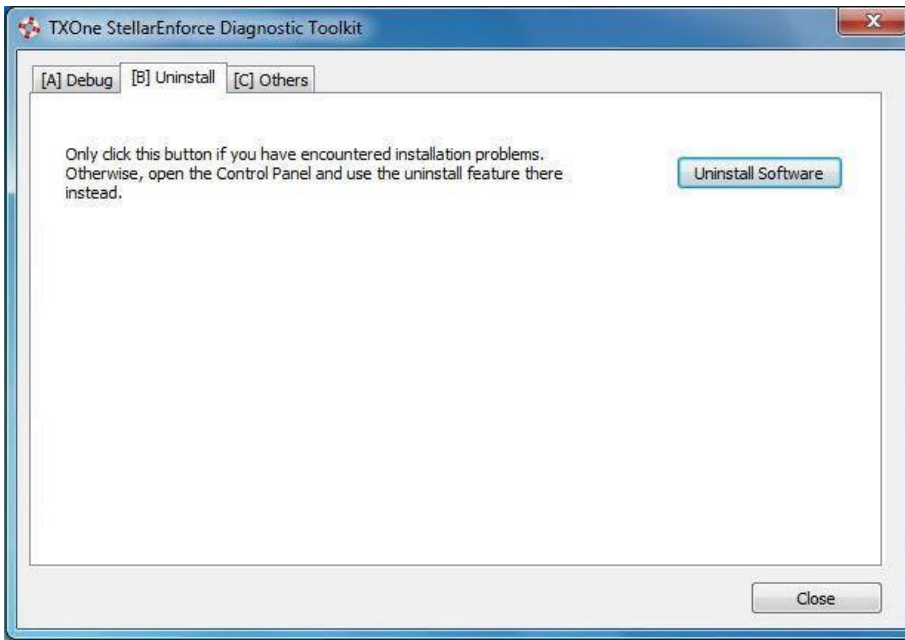 TXOne StellarEnforce Diagnostic Toolkit
[A] Debug [B] Uninstall [C] Others
Only click this button if you have encountered installation problems.
Otherwise, open the Control Panel and use the uninstall feature there
instead.
Uninstall Software
Close